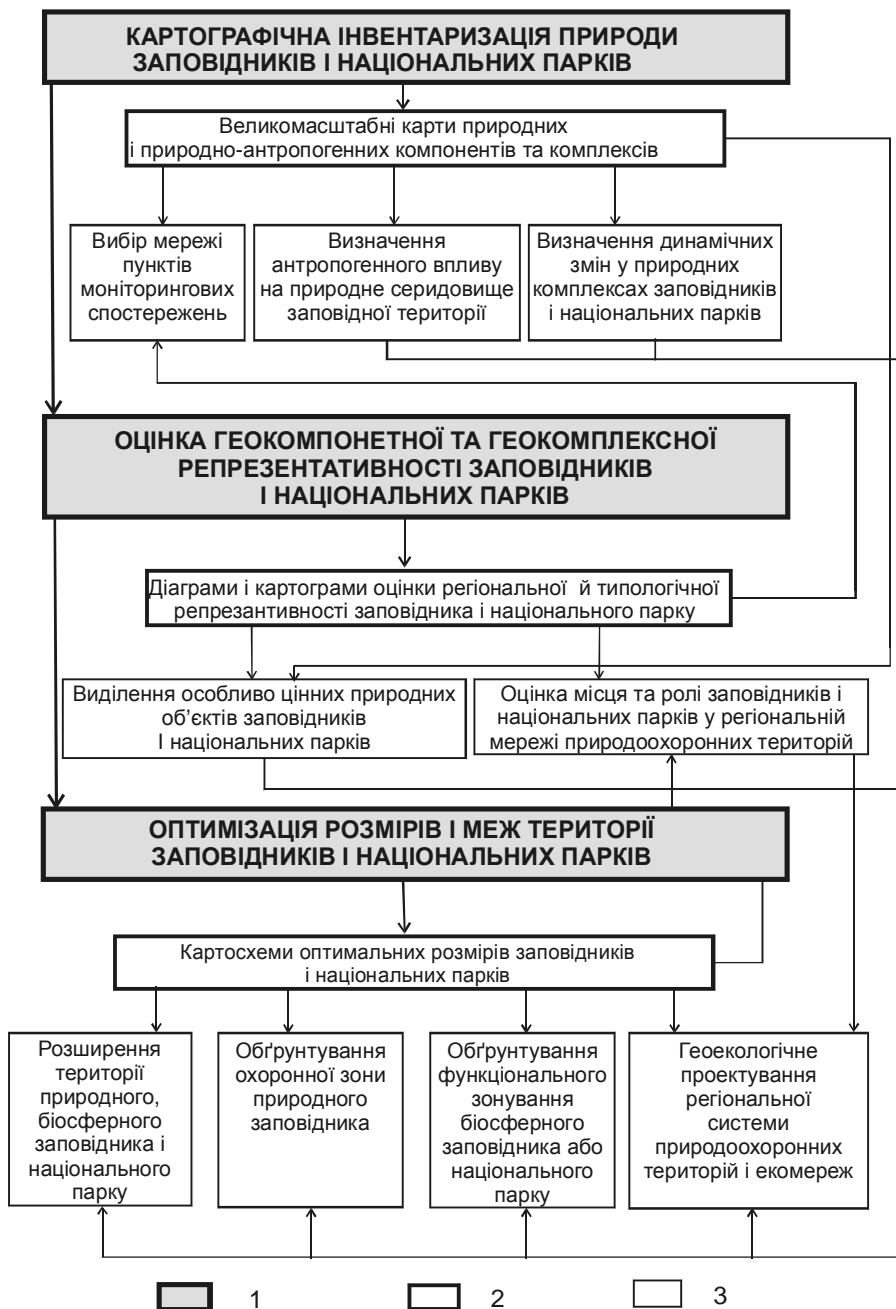 КАРТОГРАФІЧНА ІНВЕНТАРИЗАЦІЯ ПРИРОДИ
ЗАПОВІДНИКІВ І НАЦІОНАЛЬНИХ ПАРКІВ
Великомасштабні карти природних
і природно-антропогенних компонентів та комплексів
Вибір мережі
пунктів
моніторингових
спостережень
Визначення
антропогенного впливу
на природне серидовище
заповідної території
Визначення динамічних
змін у природних
комплексах заповідників
і національних парків
ОЦІНКА ГЕОКОМПОНЕТНОЇ ТА ГЕОКОМПЛЕКСНОЇ
РЕПРЕЗЕНТАТИВНОСТІ ЗАПОВІДНИКІВ
І НАЦІОНАЛЬНИХ ПАРКІВ
Діаграми і картограми оцінки регіональної й типологічної
репрезантивності заповідника і національного парку
Виділення особливо цінних природних
об’єктів заповідників
І національних парків
Оцінка місця та ролі заповідників і
національних парків у регіональній
мережі природоохоронних територій
ОПТИМІЗАЦІЯ РОЗМІРІВ І МЕЖ ТЕРИТОРІЇ
ЗАПОВІДНИКІВ І НАЦІОНАЛЬНИХ ПАРКІВ
Картосхеми оптимальних розмірів заповідників
і національних парків
Розширення
території
природного,
біосферного
заповідника і
національного
парку
Обґрунтування
охоронної зони
природного
заповідника
Обґрунтування
функціонального
зонування
біосферного
заповідника або
національного
парку
Геоекологічне
проектування
регіональної
системи
природоохоронних
територій і екомереж
1
2
3